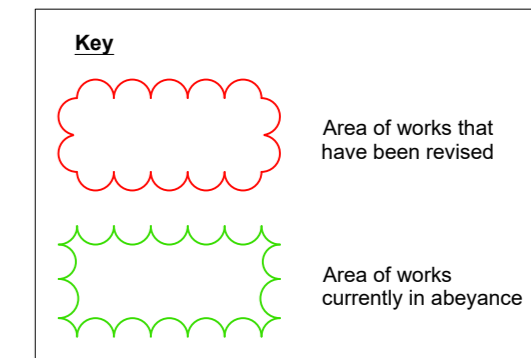 Key
Area of works that
have been revised
Area of works
currently in abeyance